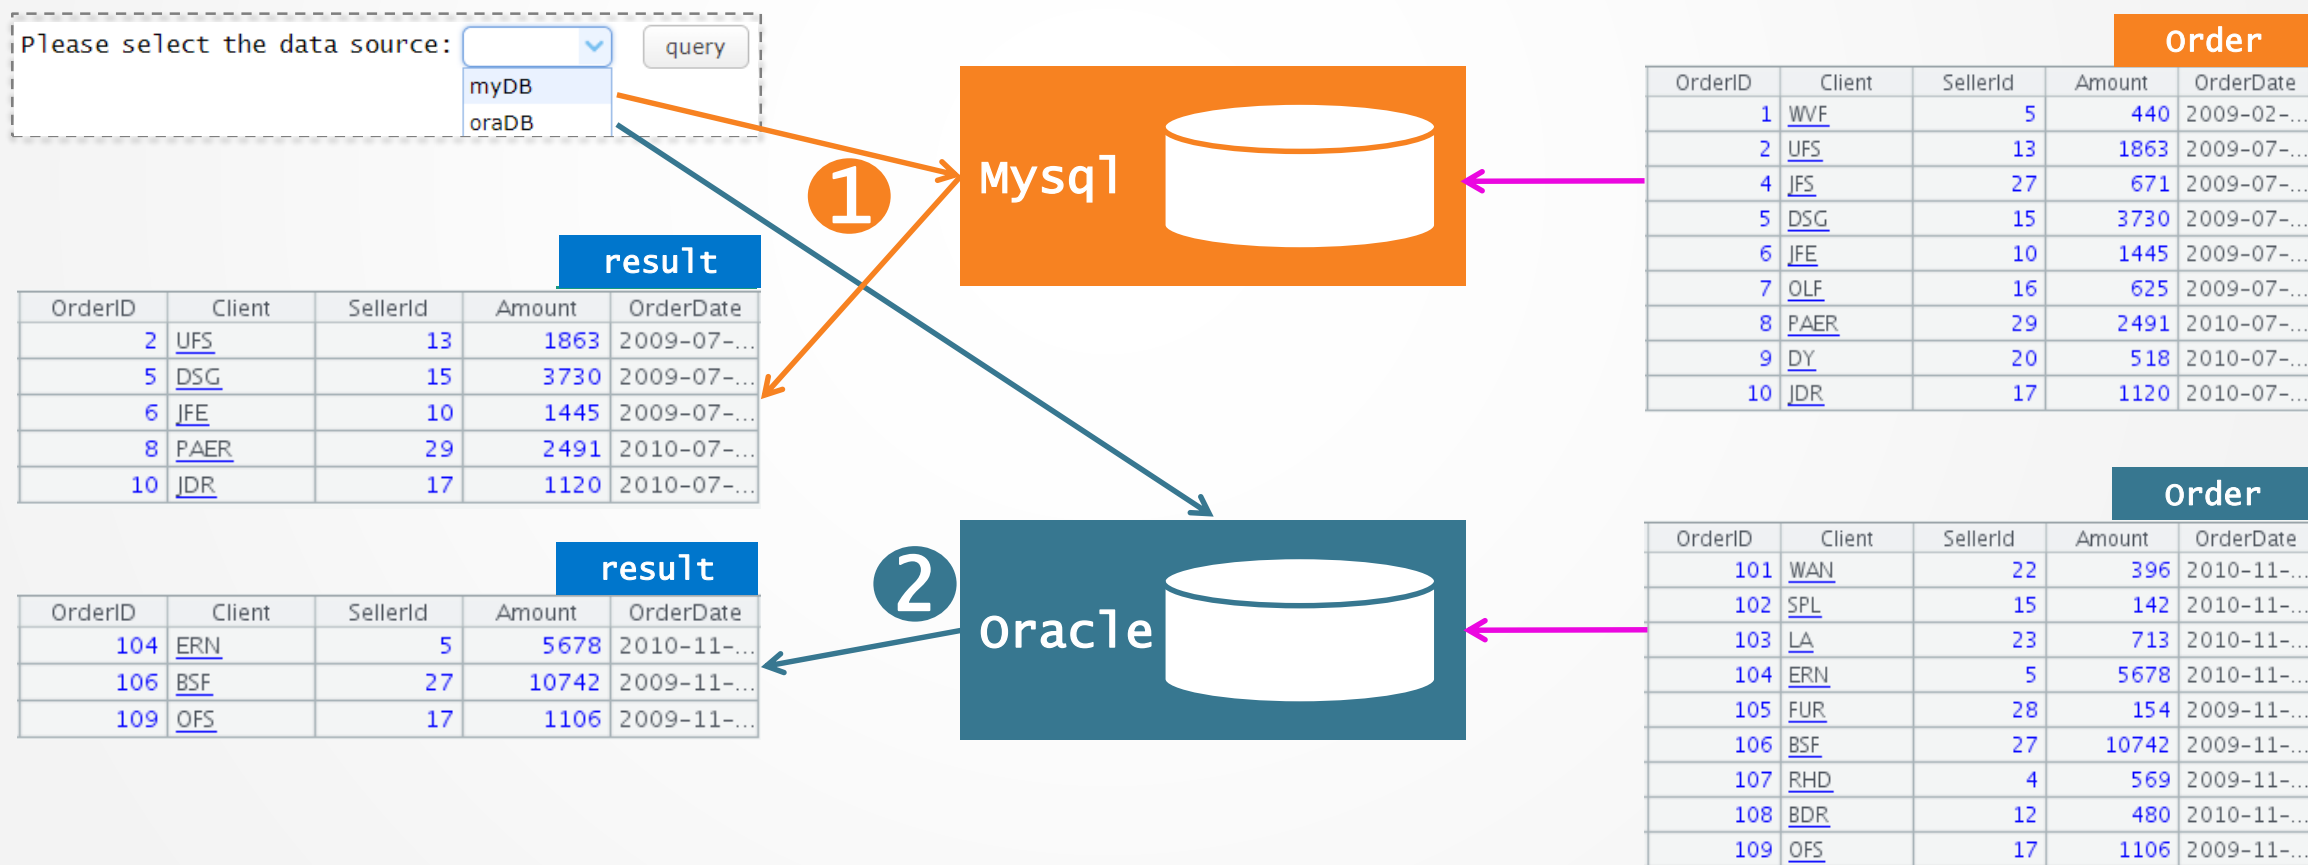 Please select the data source:
query
myDB
oraDB
1
Mysql
Order
OrderID Client SellerId Amount OrderDate
1 WVF 5 440 2009-02-...
2 UFS 13 1863 2009-07-...
4 JFS 27 671 2009-07-...
5 DSG 15 3730 2009-07-...
6 JFE 10 1445 2009-07-...
7 OLF 16 625 2009-07-...
8 PAER 29 2491 2010-07-...
9 DY 20 518 2010-07-...
10 JDR 17 1120 2010-07-...
result
OrderID Client SellerId Amount OrderDate
2 UFS 13 1863 2009-07-...
5 DSG 15 3730 2009-07-...
6 JFE 10 1445 2009-07-...
8 PAER 29 2491 2010-07-...
10 JDR 17 1120 2010-07-...
result
OrderID Client SellerId Amount OrderDate
104 ERN 5 5678 2010-11-...
106 BSF 27 10742 2009-11-...
109 OFS 17 1106 2009-11-...
2
Oracle
Order
OrderID Client SellerId Amount OrderDate
101 WAN 22 396 2010-11-...
102 SPL 15 142 2010-11-...
103 LA 23 713 2010-11-...
104 ERN 5 5678 2010-11-...
105 FUR 28 154 2009-11-...
106 BSF 27 10742 2009-11-...
107 RHD 4 569 2009-11-...
108 BDR 12 480 2010-11-...
109 OFS 17 1106 2009-11-...